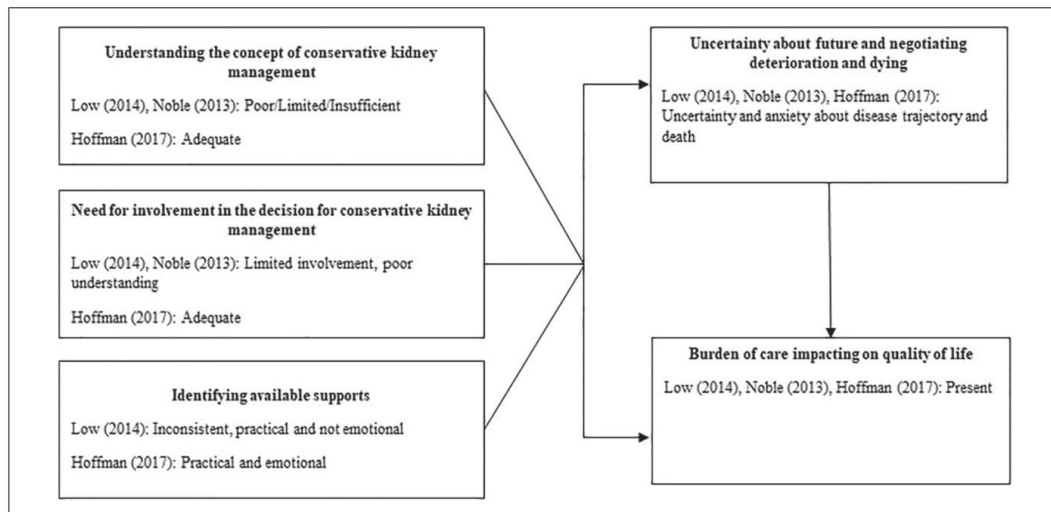 Understanding the concept of conservative kidney
management
Low (2014), Noble (2013): Poor/Limited/Insufficient
Hoffman (2017): Adequate
Need for involvement in the decision for conservative kidney
management
Low (2014), Noble (2013): Limited involvement, poor
understanding
Hoffman (2017): Adequate
Identifying available supports
Low (2014): Inconsistent, practical and not emotional
Hoffman (2017): Practical and emotional
Uncertainty about future and negotiating
deterioration and dying
Low (2014), Noble (2013), Hoffman (2017):
Uncertainty and anxiety about disease trajectory and
death
Burden of care impacting on quality of life
Low (2014), Noble (2013), Hoffman (2017): Present